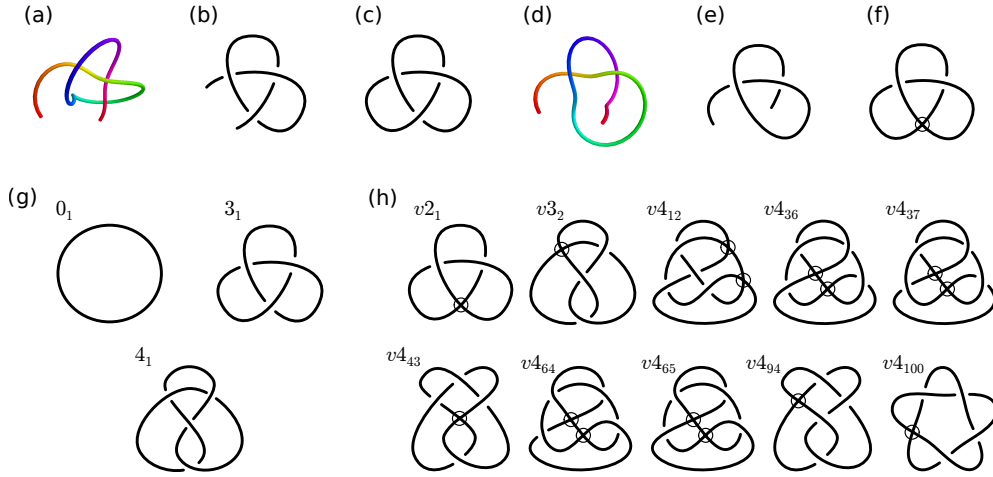 (a) (b) (c) (d) (e) (f)
(g) (h)
0₁ 3₁ v2₁ v3₂ v4₁₂ v4₃₆ v4₃₇
4₁ v4₄₃ v4₆₄ v4₆₅ v4₉₄ v4₁₀₀